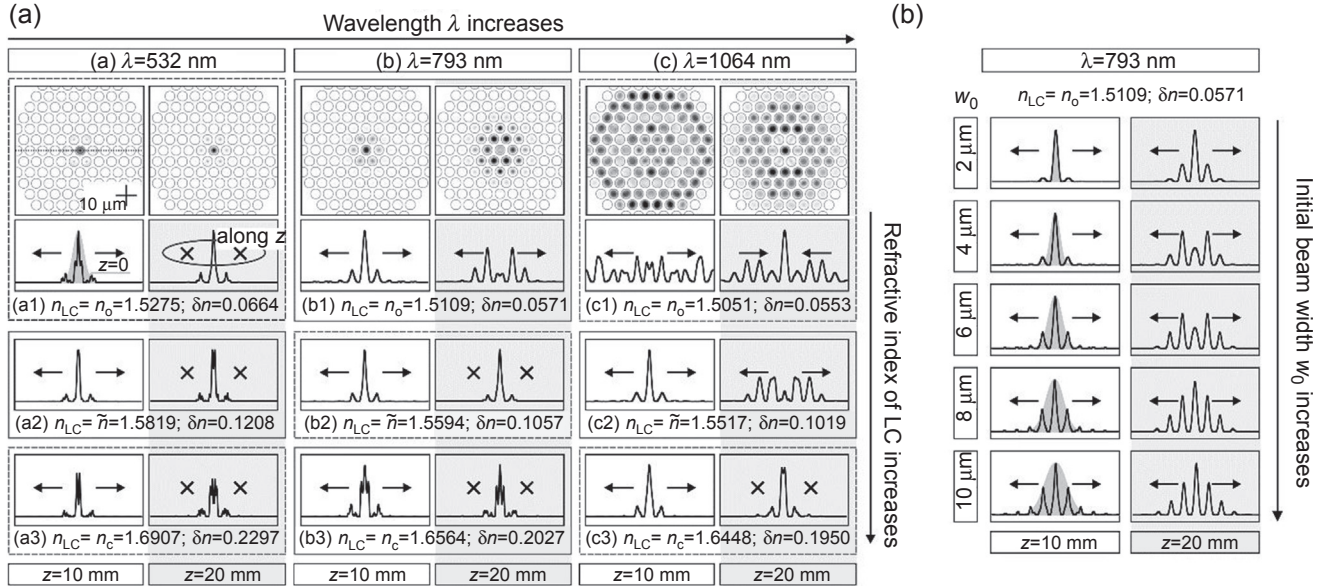 (a)
Wavelength λ increases
(a) λ=532 nm
(b) λ=793 nm
(c) λ=1064 nm
10 μm
z=0
along z
(a1) nLC= no=1.5275; δn=0.0664
(b1) nLC= no=1.5109; δn=0.0571
(c1) nLC= no=1.5051; δn=0.0553
(a2) nLC= ñ=1.5819; δn=0.1208
(b2) nLC= ñ=1.5594; δn=0.1057
(c2) nLC= ñ=1.5517; δn=0.1019
(a3) nLC= nc=1.6907; δn=0.2297
(b3) nLC= nc=1.6564; δn=0.2027
(c3) nLC= nc=1.6448; δn=0.1950
z=10 mm
z=20 mm
z=10 mm
z=20 mm
z=10 mm
z=20 mm
Refractive index of LC increases
(b)
λ=793 nm
w0
nLC= no=1.5109; δn=0.0571
2 μm
4 μm
6 μm
8 μm
10 μm
z=10 mm
z=20 mm
Initial beam width w0 increases